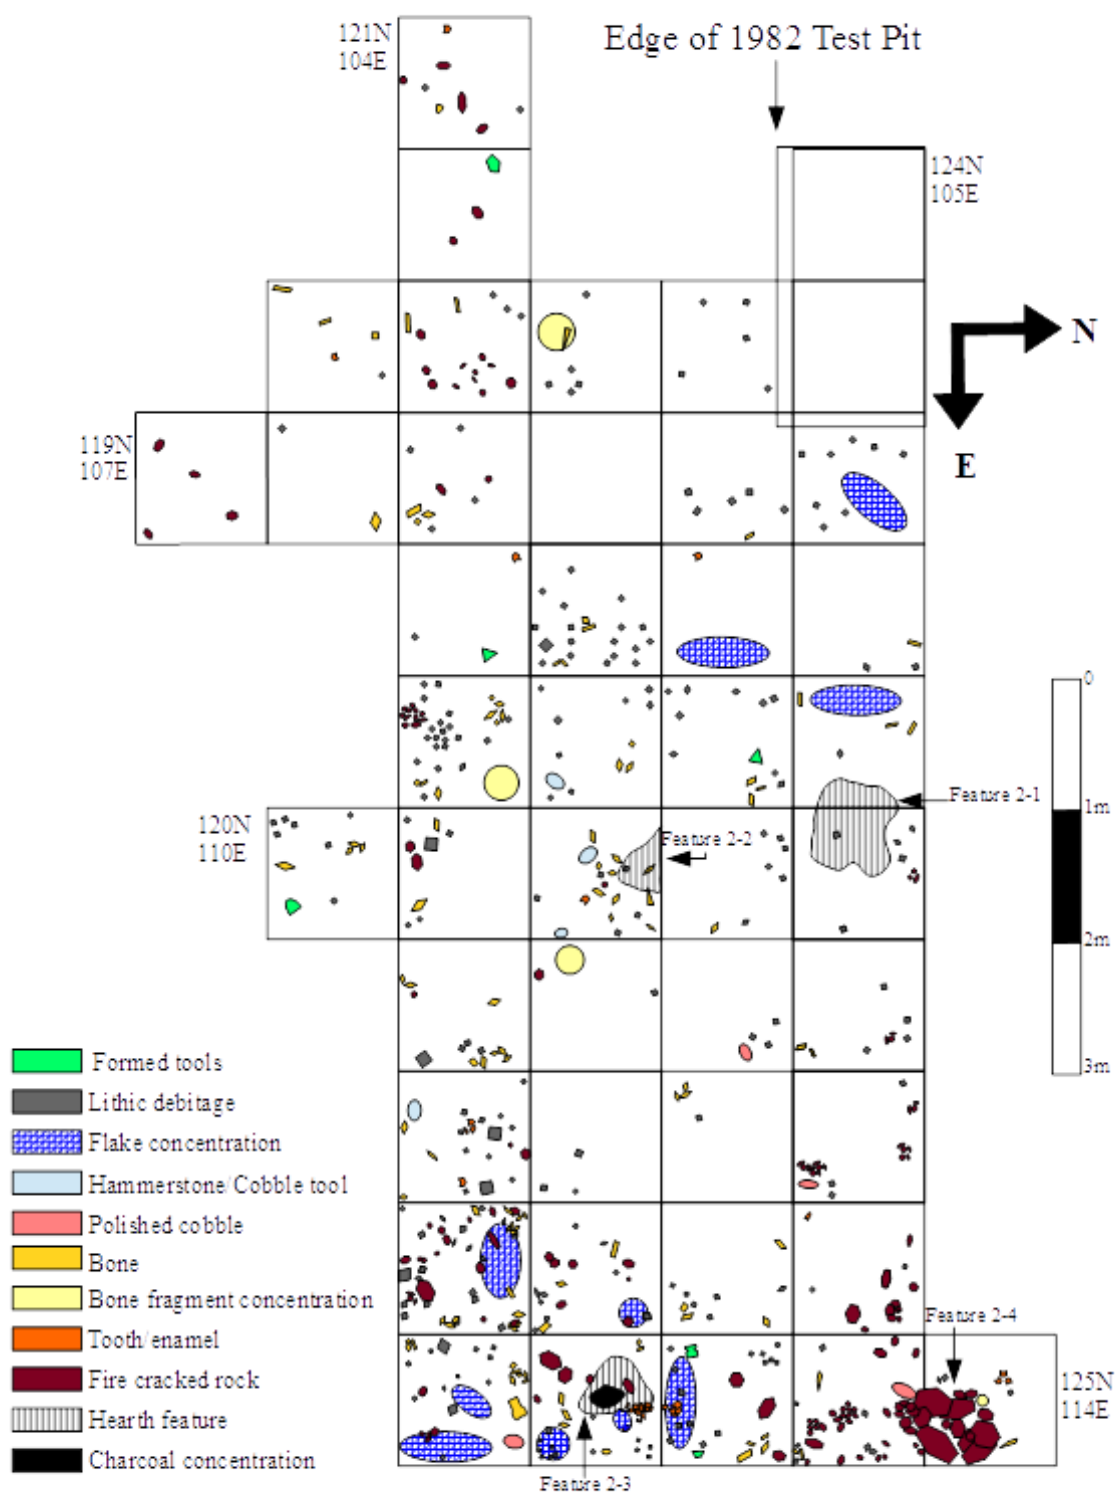 121N
104E
Edge of 1982 Test Pit
124N
105E
N
E
119N
107E
0
Feature 2-1
1m
120N
110E
Feature 2-2
2m
3m
Formed tools
Lithic debitage
Flake concentration
Hammerstone/Cobble tool
Polished cobble
Bone
Bone fragment concentration
Tooth/enamel
Fire cracked rock
Hearth feature
Charcoal concentration
Feature 2-4
125N
114E
Feature 2-3